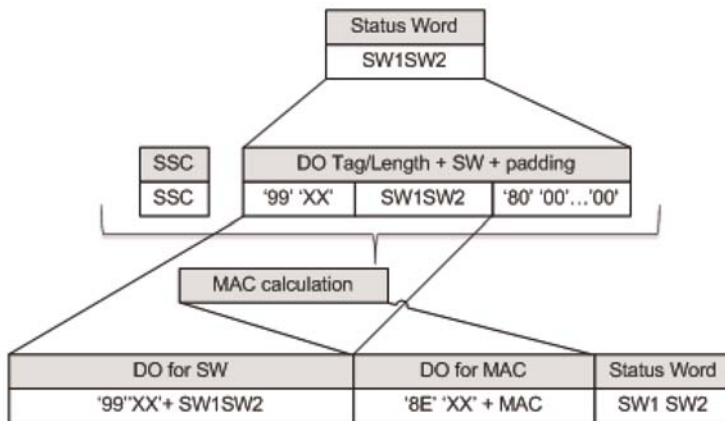 Status Word
SW1SW2
SSC DO Tag/Length + SW + padding
SSC '99' 'XX' SW1SW2 '80' '00'...'00'
MAC calculation
DO for SW DO for MAC Status Word
'99''XX'+ SW1SW2 '8E' 'XX' + MAC SW1 SW2